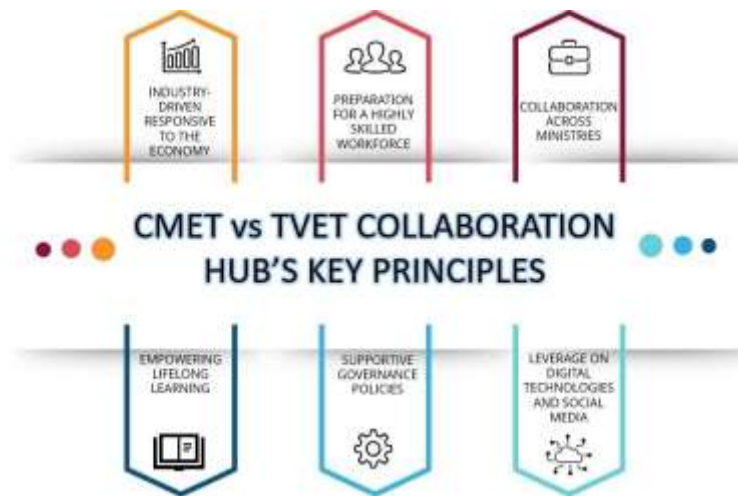 INDUSTRY-
DRIVEN
RESPONSIVE
TO THE
ECONOMY
PREPARATION
FOR A HIGHLY
SKILLED
WORKFORCE
COLLABORATION
ACROSS
MINISTRIES
CMET vs TVET COLLABORATION
HUB'S KEY PRINCIPLES
EMPOWERING
LIFELONG
LEARNING
SUPPORTIVE
GOVERNANCE
POLICIES
LEVERAGE ON
DIGITAL
TECHNOLOGIES
AND SOCIAL
MEDIA